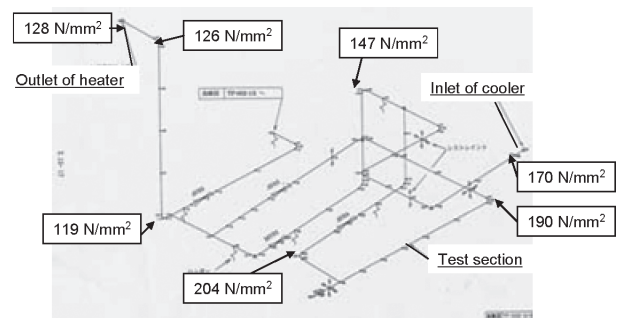 128 N/mm²
126 N/mm²
147 N/mm²
Outlet of heater
Inlet of cooler
170 N/mm²
119 N/mm²
190 N/mm²
Test section
204 N/mm²